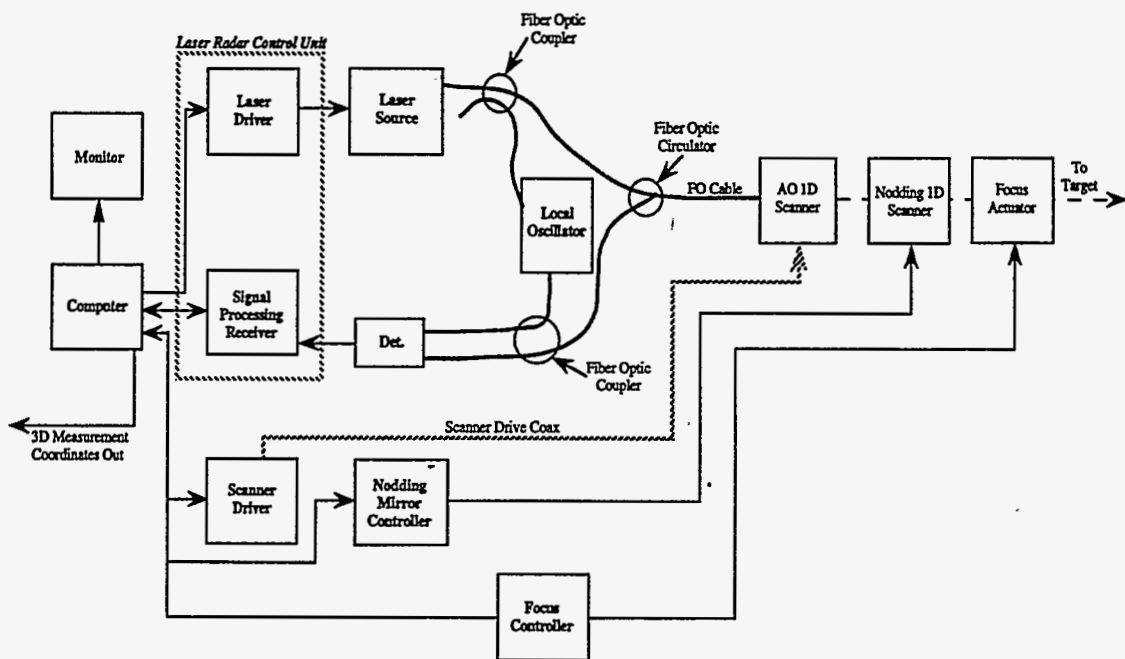 Fiber Optic
Coupler
Laser Radar Control Unit
Laser
Driver
Laser
Source
Monitor
Fiber Optic
Circulator
FO Cable
AO 1D
Scanner
Nodding 1D
Scanner
Focus
Actuator
To
Target
Local
Oscillator
Computer
Signal
Processing
Receiver
Det.
Fiber Optic
Coupler
3D Measurement
Coordinates Out
Scanner Drive Coax
Scanner
Driver
Nodding
Mirror
Controller
Focus
Controller